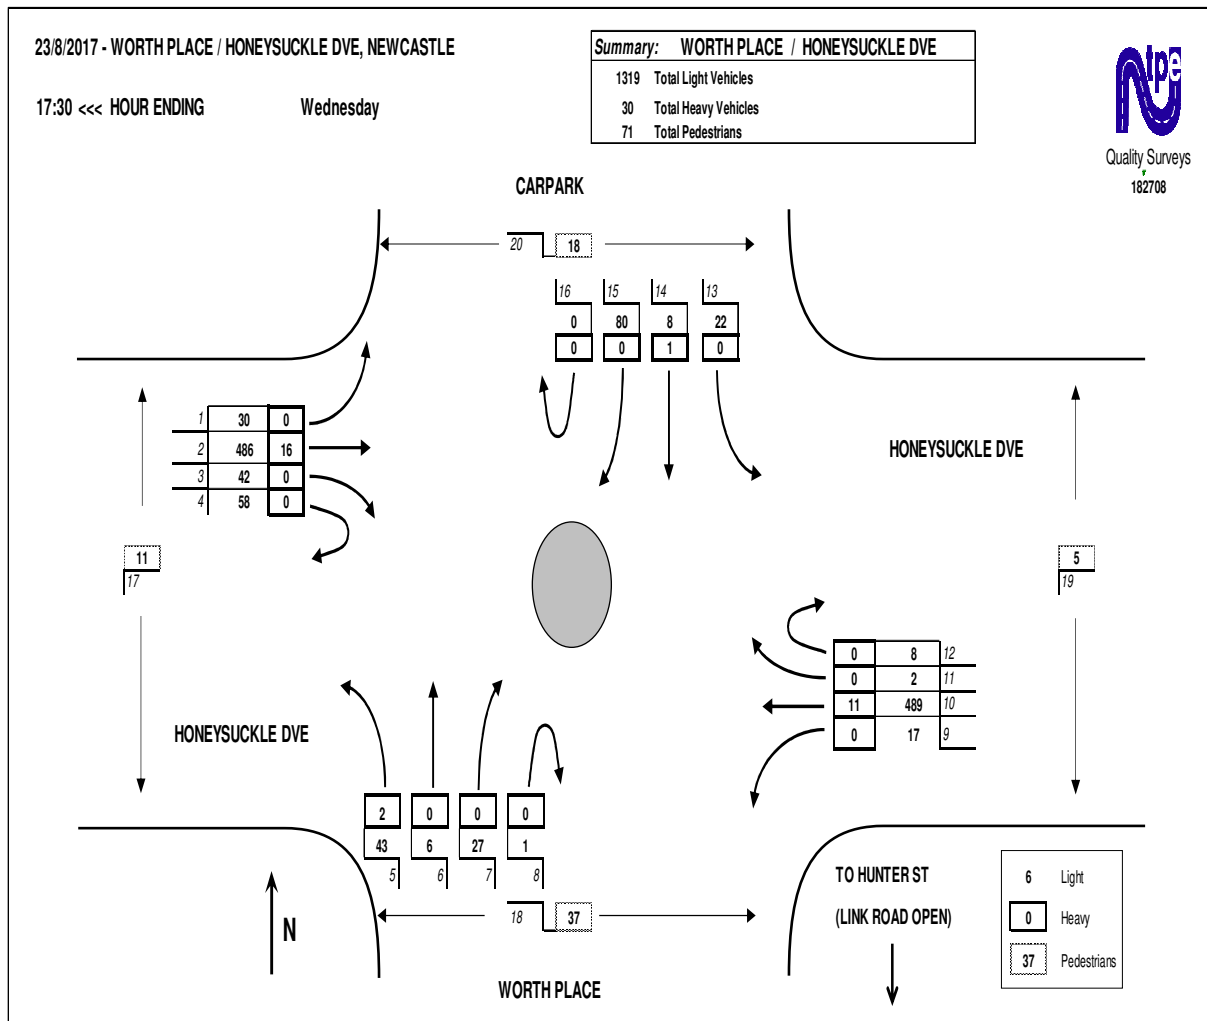 23/8/2017 - WORTH PLACE / HONEYSUCKLE DVE, NEWCASTLE
17:30 <<< HOUR ENDING Wednesday
Summary: WORTH PLACE / HONEYSUCKLE DVE
1319 Total Light Vehicles
30 Total Heavy Vehicles
71 Total Pedestrians
tpe
Quality Surveys
182708
CARPARK
20 18
16 15 14 13
0 80 8 22
0 0 1 0
1 30 0
2 486 16
3 42 0
4 58 0
HONEYSUCKLE DVE
11
17
5
19
0 8 12
0 2 11
11 489 10
0 17 9
HONEYSUCKLE DVE
2 0 0 0
43 6 27 1
5 6 7 8
18 37
N
WORTH PLACE
TO HUNTER ST
(LINK ROAD OPEN)
6 Light
0 Heavy
37 Pedestrians